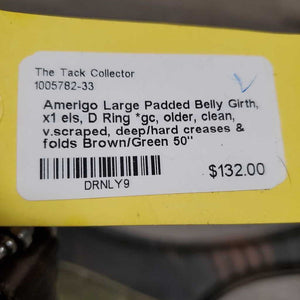 The Tack Collector
1005782-33
Amerigo Large Padded Belly Girth,
x1 els, D Ring *gc, older, clean,
v.scraped, deep/hard creases &
folds Brown/Green 50"
$132.00
DRNLY9